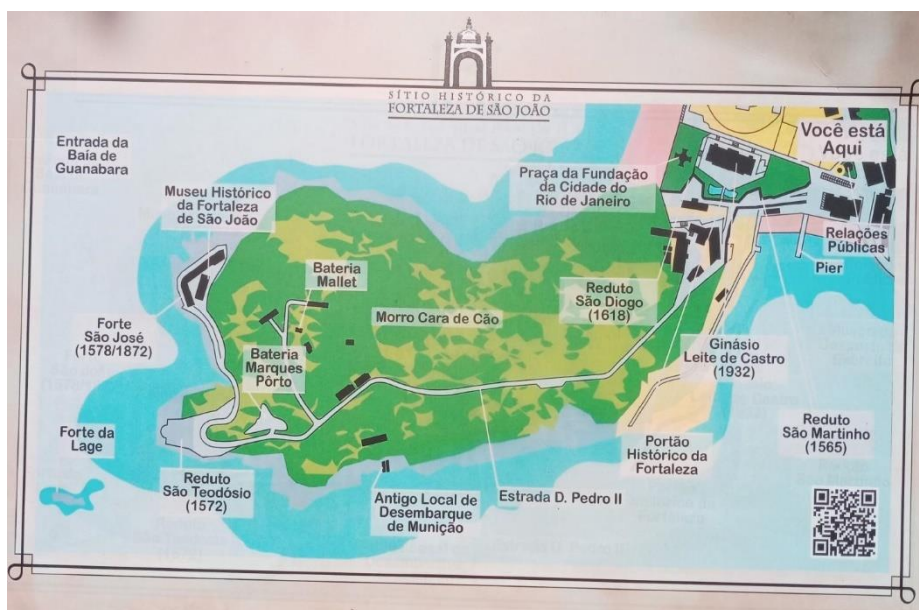 SÍTIO HISTÓRICO DA
FORTALEZA DE SÃO JOÃO
Entrada da
Baía de
Guanabara
Museu Histórico
da Fortaleza
de São João
Praça da Fundação
da Cidade do
Rio de Janeiro
Você está
Aqui
Relações
Públicas
Pier
Bateria
Mallet
Morro Cara de Cão
Reduto
São Diogo
(1618)
Forte
São José
(1578/1872)
Bateria
Marques
Pôrto
Ginásio
Leite de Castro
(1932)
Forte da
Lage
Reduto
São Teodósio
(1572)
Antigo Local de
Desembarque
de Munição
Estrada D. Pedro II
Portão
Histórico da
Fortaleza
Reduto
São Martinho
(1565)